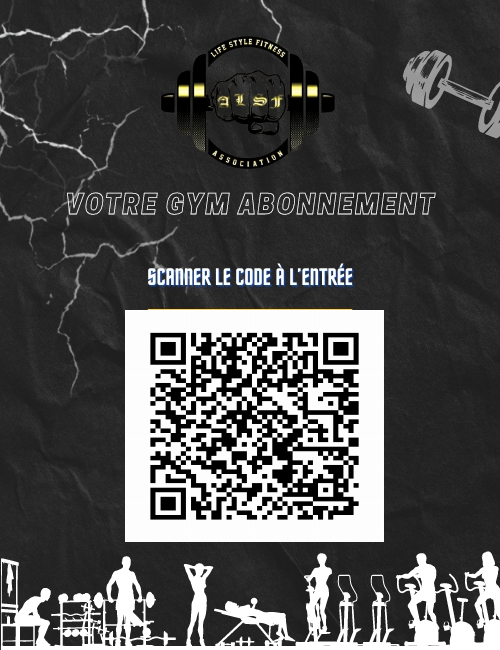 LIFE STYLE FITNESS
ALSF
ASSOCIATION
VOTRE GYM ABONNEMENT
SCANNER LE CODE À L'ENTRÉE